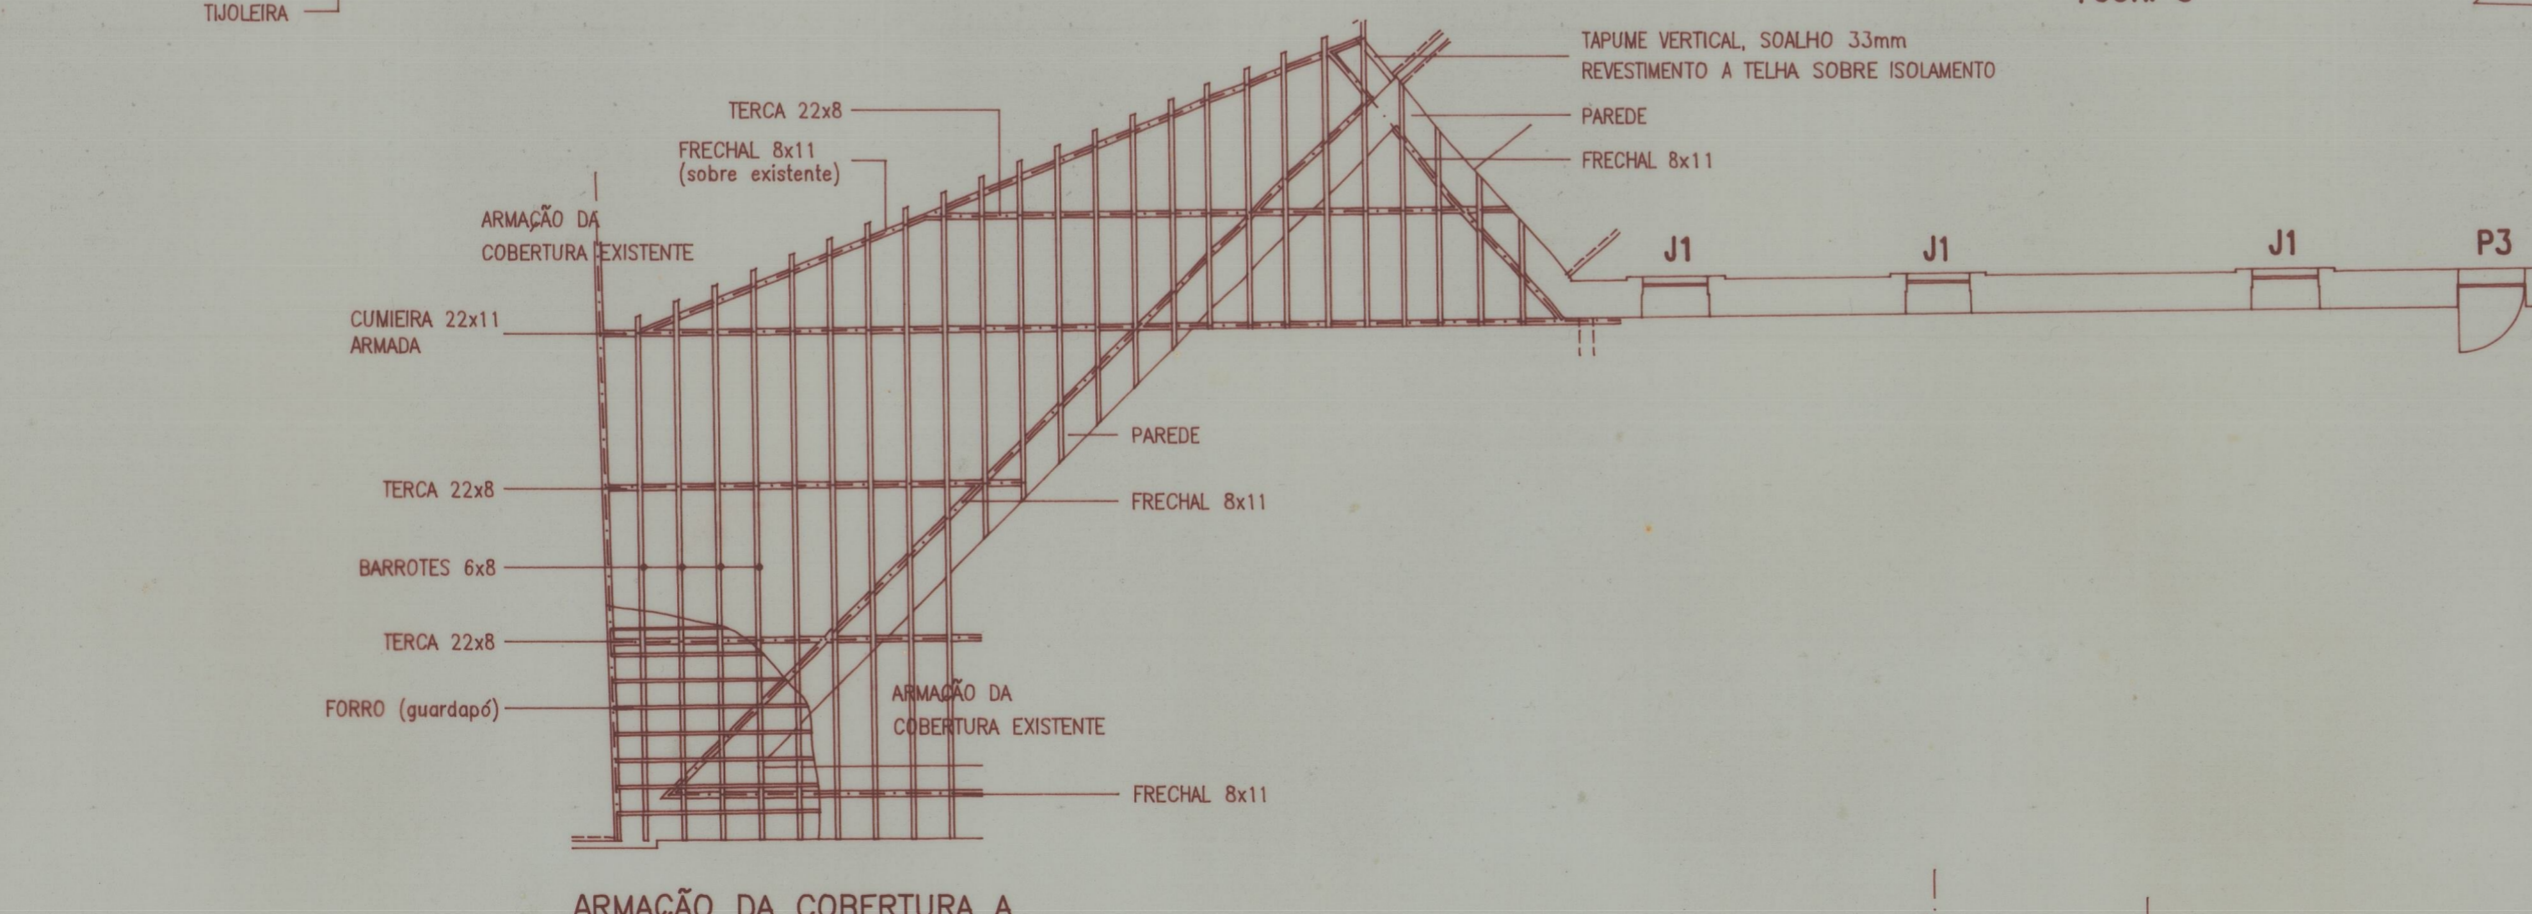 TIJOLEIRA
TAPUME VERTICAL, SOALHO 33mm
REVESTIMENTO A TELHA SOBRE ISOLAMENTO
TERCA 22x8
PAREDE
FRECHAL 8x11
(sobre existente)
FRECHAL 8x11
ARMAÇÃO DA
COBERTURA EXISTENTE
J1
J1
J1
P3
CUMIEIRA 22x11
ARMADA
PAREDE
TERCA 22x8
FRECHAL 8x11
BARROTES 6x8
TERCA 22x8
FORRO (guardapó)
ARMAÇÃO DA
COBERTURA EXISTENTE
FRECHAL 8x11
ARMAÇÃO DA COBERTURA A